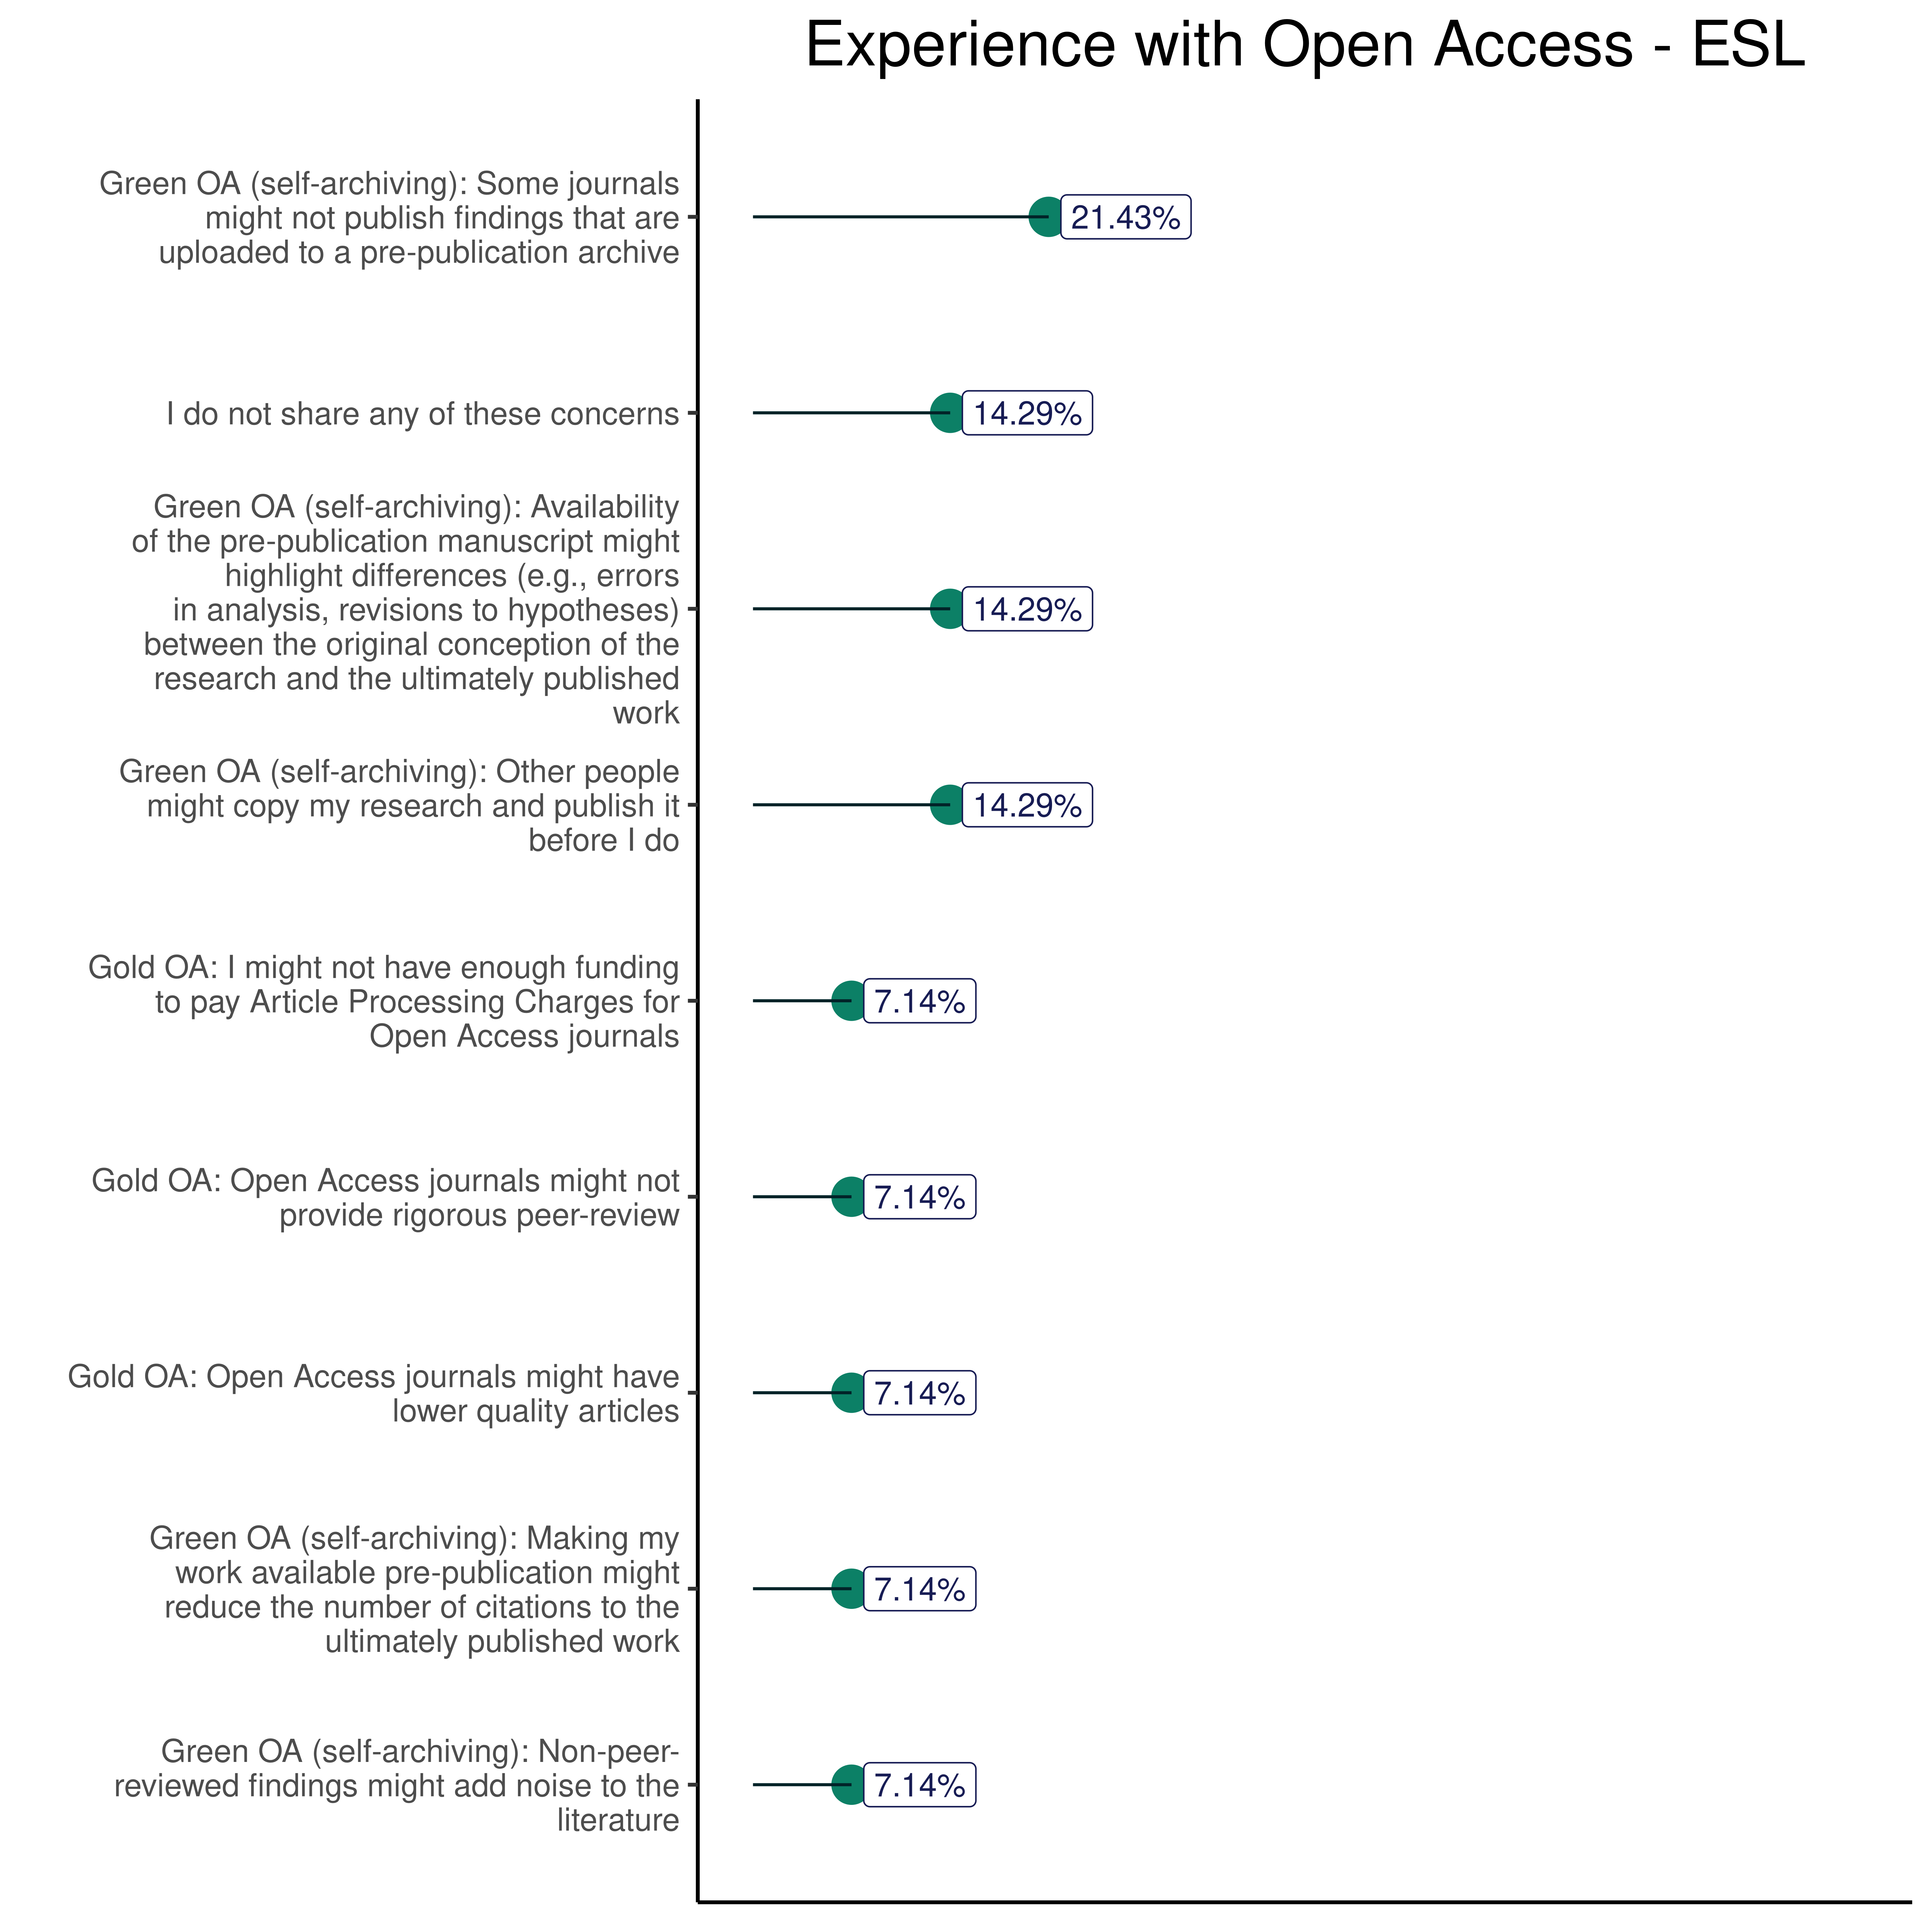 Experience with Open Access - ESL
Green OA (self-archiving): Some journals
might not publish findings that are
uploaded to a pre-publication archive
21.43%
I do not share any of these concerns
14.29%
Green OA (self-archiving): Availability
of the pre-publication manuscript might
highlight differences (e.g., errors
in analysis, revisions to hypotheses)
between the original conception of the
research and the ultimately published
work
14.29%
Green OA (self-archiving): Other people
might copy my research and publish it
before I do
14.29%
Gold OA: I might not have enough funding
to pay Article Processing Charges for
Open Access journals
7.14%
Gold OA: Open Access journals might not
provide rigorous peer-review
7.14%
Gold OA: Open Access journals might have
lower quality articles
7.14%
Green OA (self-archiving): Making my
work available pre-publication might
reduce the number of citations to the
ultimately published work
7.14%
Green OA (self-archiving): Non-peer-
reviewed findings might add noise to the
literature
7.14%